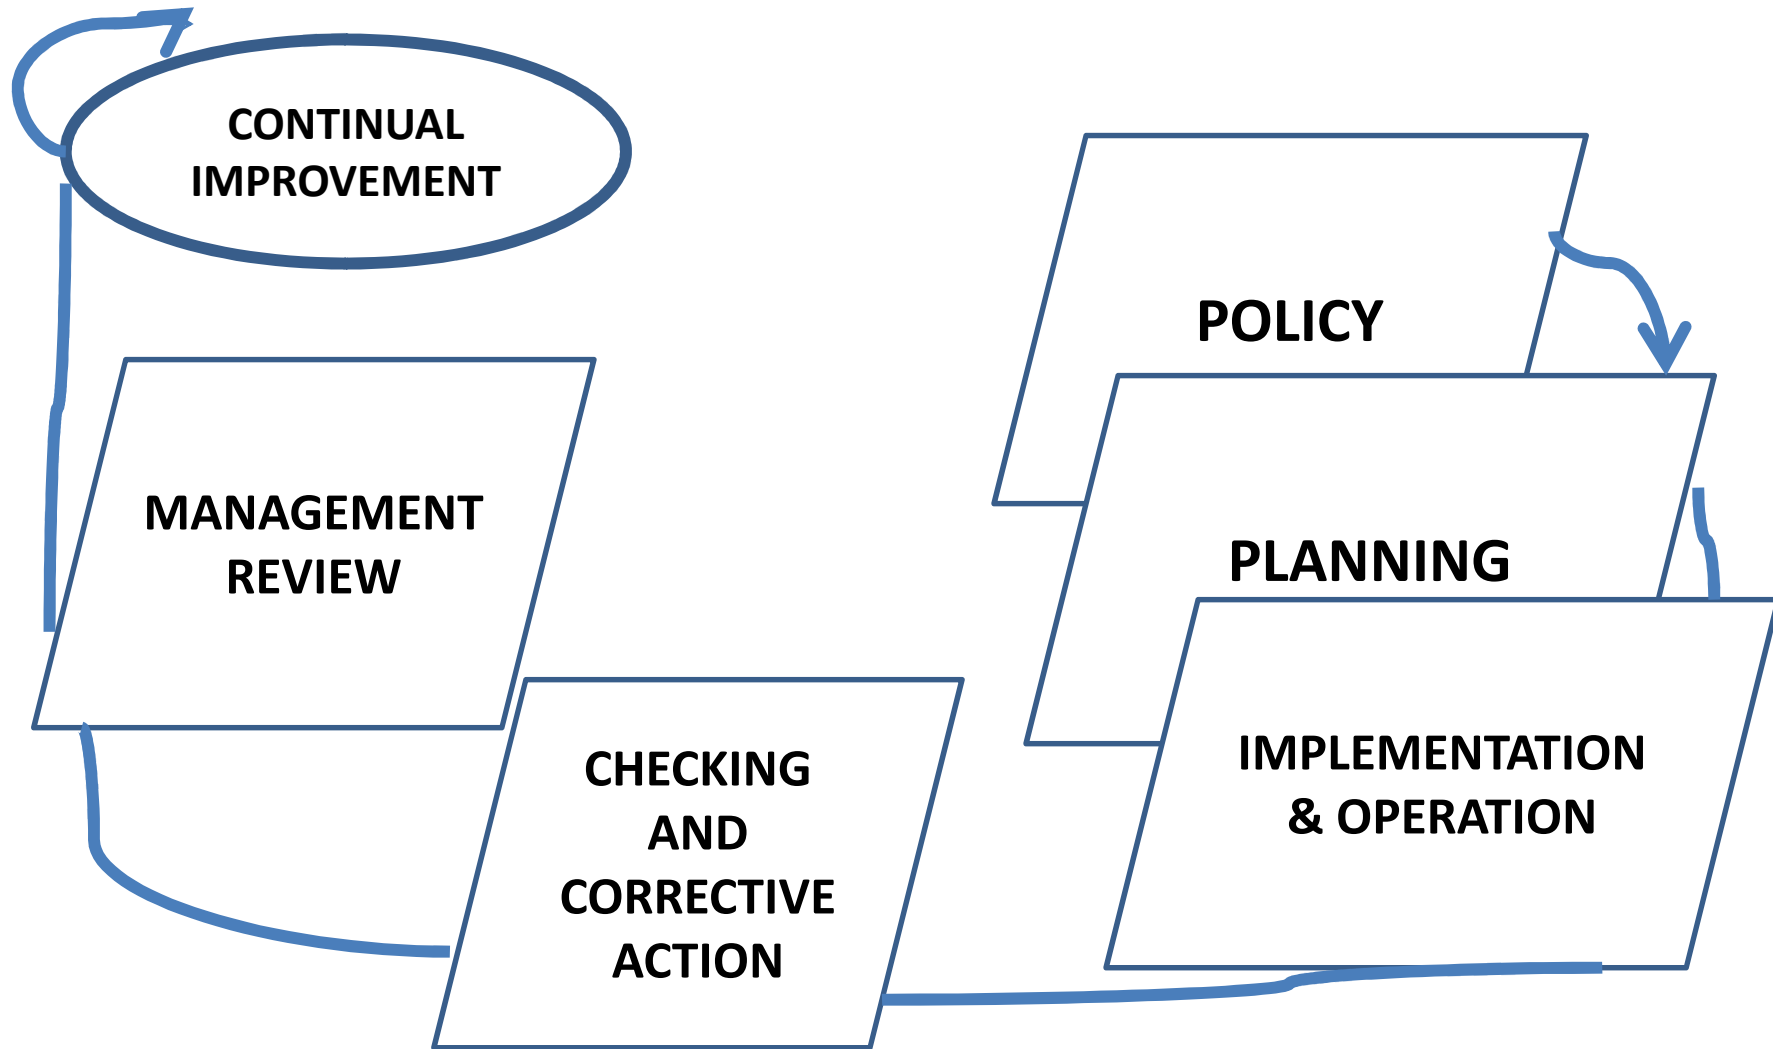 CONTINUAL
IMPROVEMENT
POLICY
MANAGEMENT
REVIEW
PLANNING
CHECKING
AND
CORRECTIVE
ACTION
IMPLEMENTATION
& OPERATION